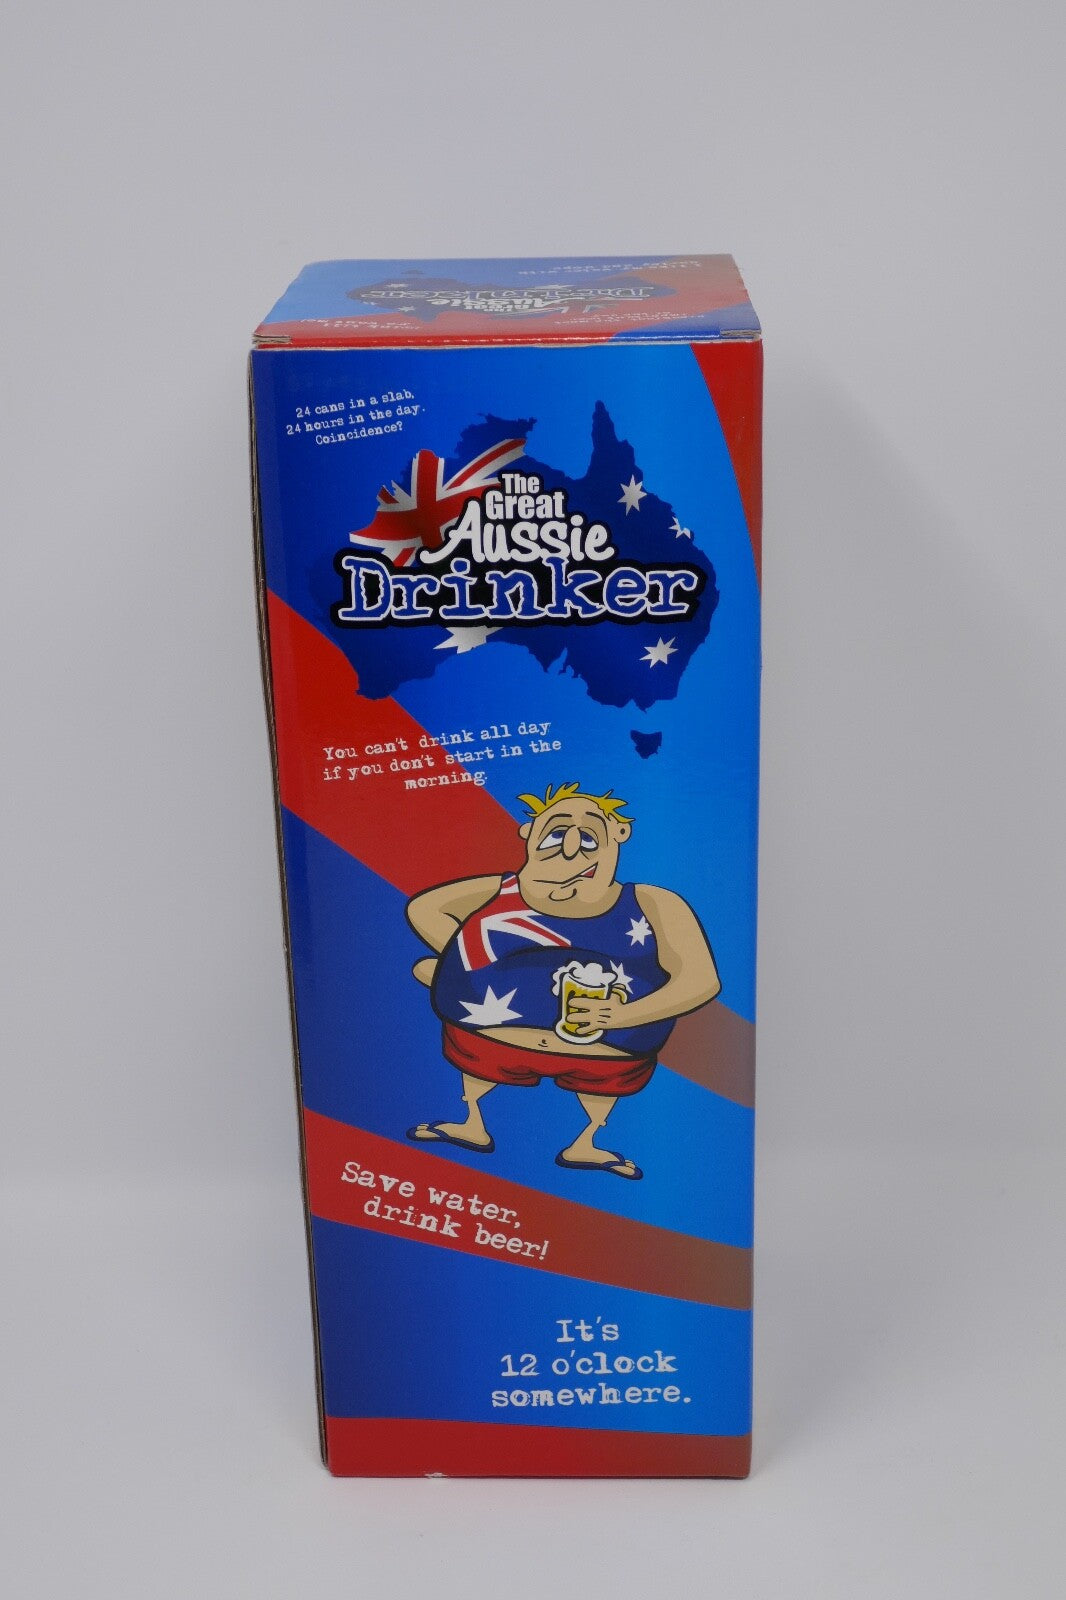 24 cans in a slab,
24 hours in the day.
Coincidence?
The
Great
Aussie
Drinker
You can't drink all day
if you don't start in the
morning.
Save water,
drink beer!
It's
12 o'clock
somewhere.